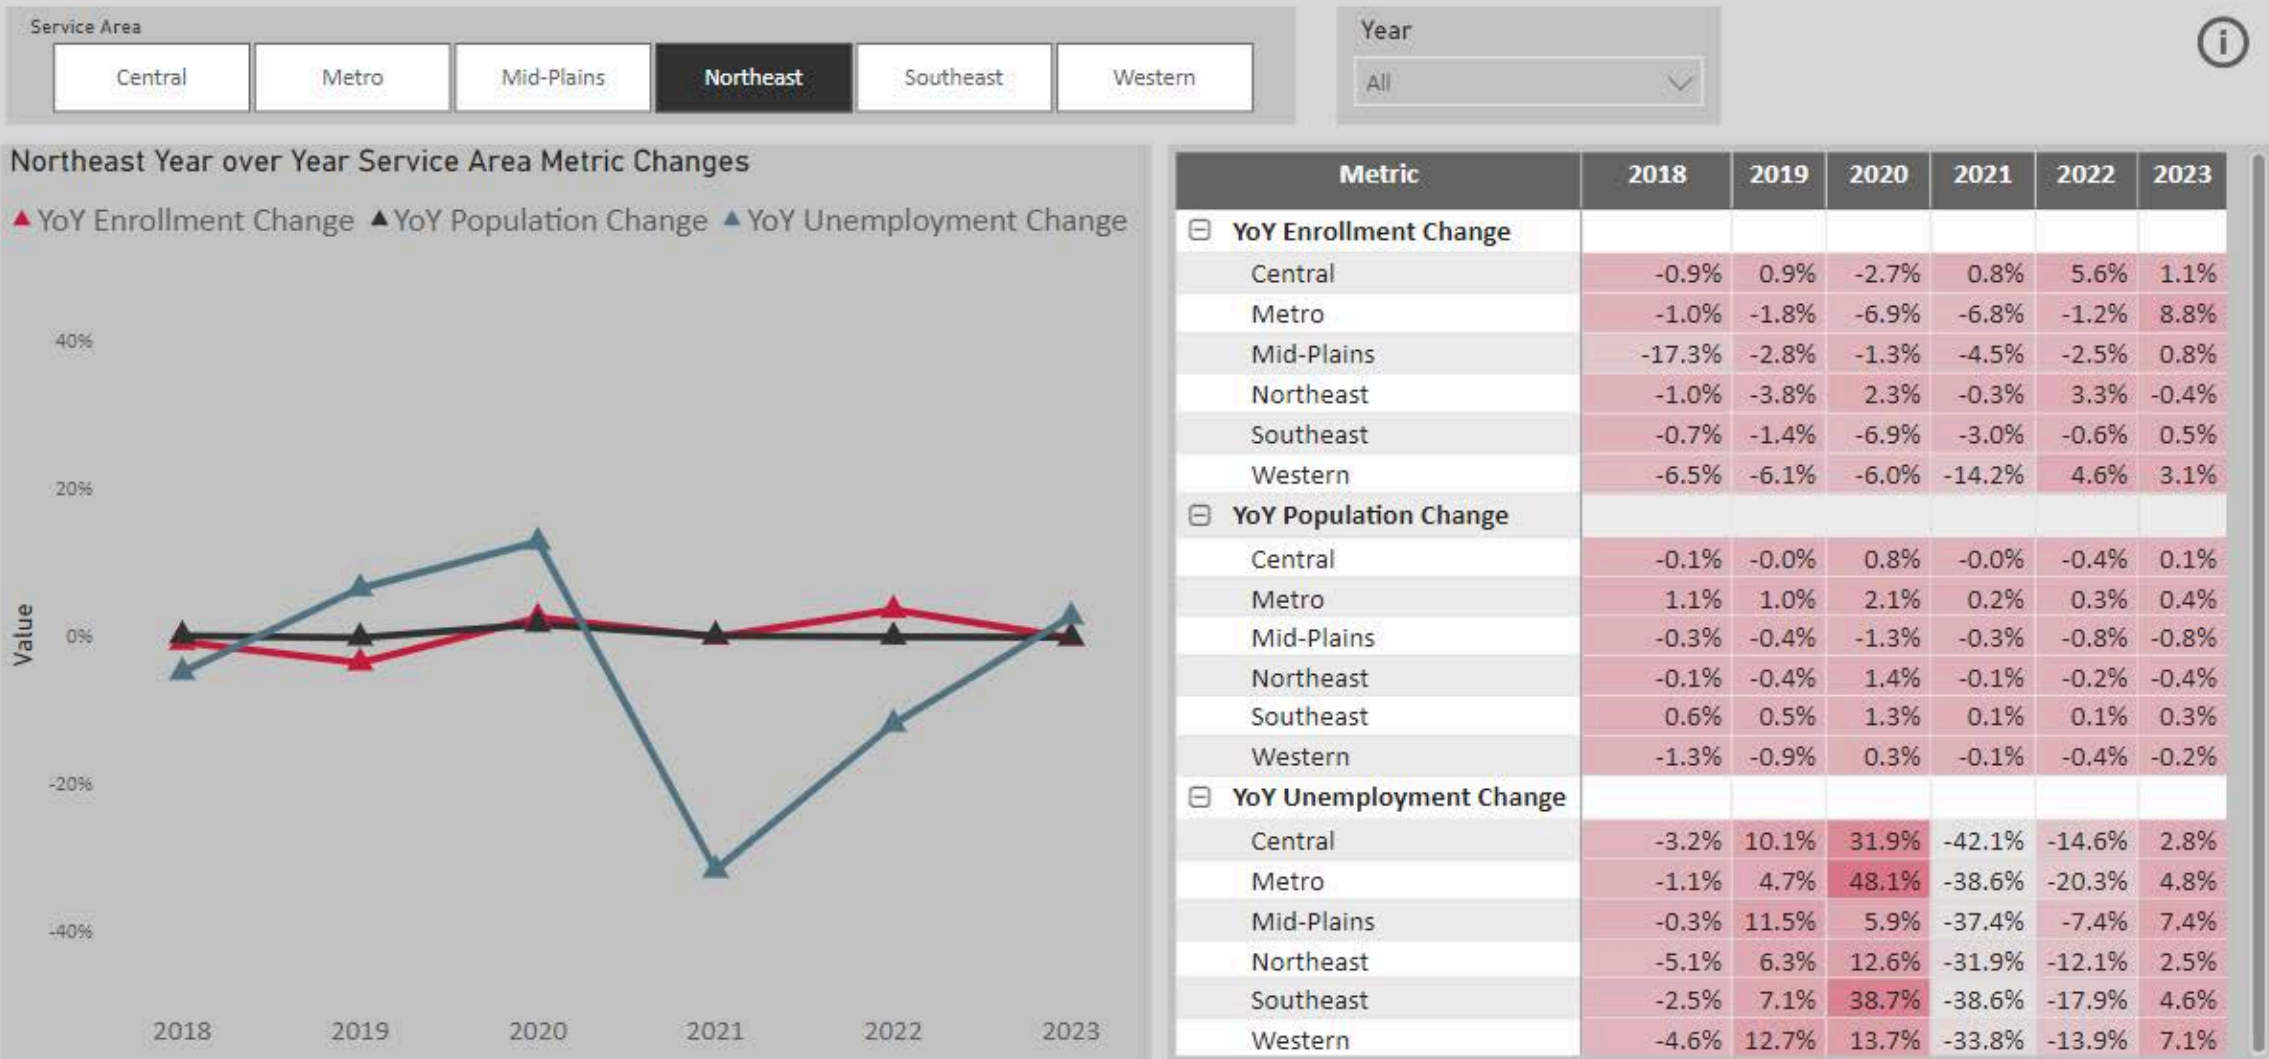 Service Area
Central Metro Mid-Plains Northeast Southeast Western
Year
All
i
Northeast Year over Year Service Area Metric Changes
YoY Enrollment Change YoY Population Change YoY Unemployment Change
40%
20%
0%
-20%
-40%
Value
2018 2019 2020 2021 2022 2023
Metric 2018 2019 2020 2021 2022 2023
YoY Enrollment Change
Central -0.9% 0.9% -2.7% 0.8% 5.6% 1.1%
Metro -1.0% -1.8% -6.9% -6.8% -1.2% 8.8%
Mid-Plains -17.3% -2.8% -1.3% -4.5% -2.5% 0.8%
Northeast -1.0% -3.8% 2.3% -0.3% 3.3% -0.4%
Southeast -0.7% -1.4% -6.9% -3.0% -0.6% 0.5%
Western -6.5% -6.1% -6.0% -14.2% 4.6% 3.1%
YoY Population Change
Central -0.1% -0.0% 0.8% -0.0% -0.4% 0.1%
Metro 1.1% 1.0% 2.1% 0.2% 0.3% 0.4%
Mid-Plains -0.3% -0.4% -1.3% -0.3% -0.8% -0.8%
Northeast -0.1% -0.4% 1.4% -0.1% -0.2% -0.4%
Southeast 0.6% 0.5% 1.3% 0.1% 0.1% 0.3%
Western -1.3% -0.9% 0.3% -0.1% -0.4% -0.2%
YoY Unemployment Change
Central -3.2% 10.1% 31.9% -42.1% -14.6% 2.8%
Metro -1.1% 4.7% 48.1% -38.6% -20.3% 4.8%
Mid-Plains -0.3% 11.5% 5.9% -37.4% -7.4% 7.4%
Northeast -5.1% 6.3% 12.6% -31.9% -12.1% 2.5%
Southeast -2.5% 7.1% 38.7% -38.6% -17.9% 4.6%
Western -4.6% 12.7% 13.7% -33.8% -13.9% 7.1%